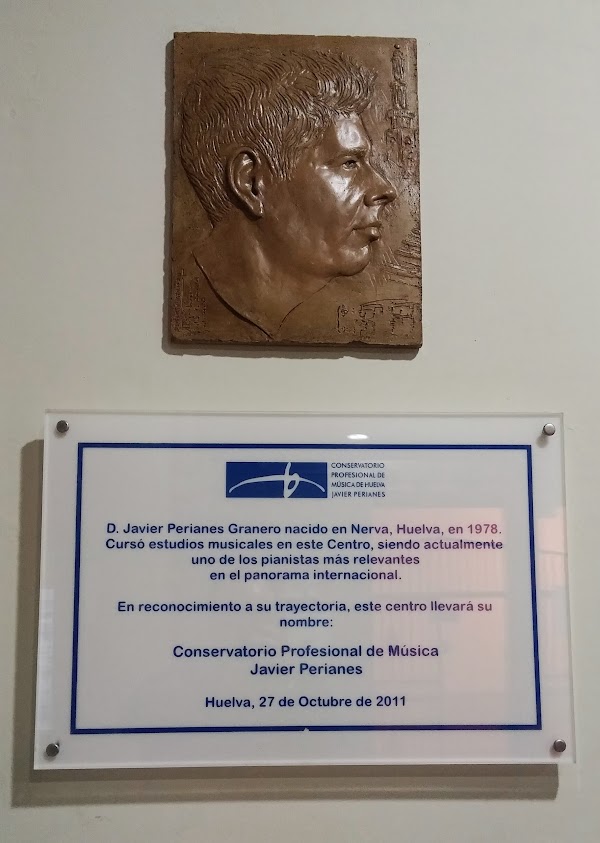 CONSERVATORIO
PROFESIONAL DE
MÚSICA DE HUELVA
JAVIER PERIANES
D. Javier Perianes Granero nacido en Nerva, Huelva, en 1978.
Cursó estudios musicales en este Centro, siendo actualmente
uno de los pianistas más relevantes
en el panorama internacional.
En reconocimiento a su trayectoria, este centro llevará su
nombre:
Conservatorio Profesional de Música
Javier Perianes
Huelva, 27 de Octubre de 2011